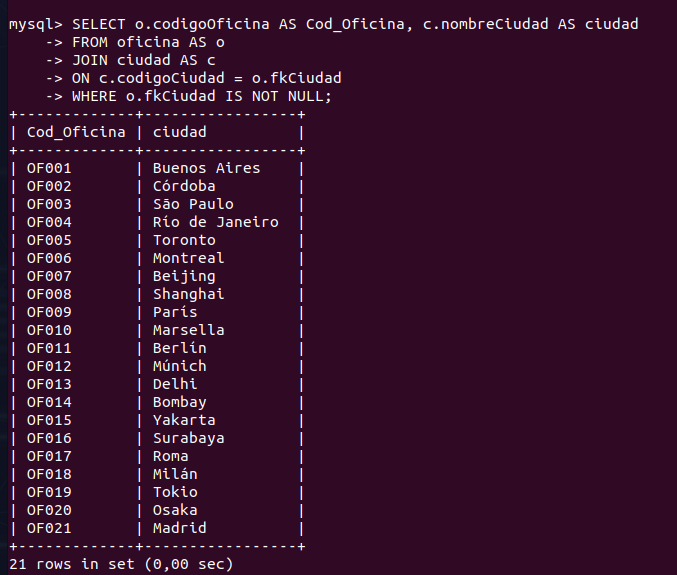 mysql> SELECT o.codigoOficina AS Cod_Oficina, c.nombreCiudad AS ciudad
    -> FROM oficina AS o
    -> JOIN ciudad AS c
    -> ON c.codigoCiudad = o.fkCiudad
    -> WHERE o.fkCiudad IS NOT NULL;
+-------------+-----------------+
| Cod_Oficina | ciudad          |
+-------------+-----------------+
| OF001       | Buenos Aires    |
| OF002       | Córdoba         |
| OF003       | São Paulo       |
| OF004       | Río de Janeiro  |
| OF005       | Toronto         |
| OF006       | Montreal        |
| OF007       | Beijing         |
| OF008       | Shanghai        |
| OF009       | París           |
| OF010       | Marsella        |
| OF011       | Berlín          |
| OF012       | Múnich          |
| OF013       | Delhi           |
| OF014       | Bombay          |
| OF015       | Yakarta         |
| OF016       | Surabaya        |
| OF017       | Roma            |
| OF018       | Milán           |
| OF019       | Tokio           |
| OF020       | Osaka           |
| OF021       | Madrid          |
+-------------+-----------------+
21 rows in set (0,00 sec)